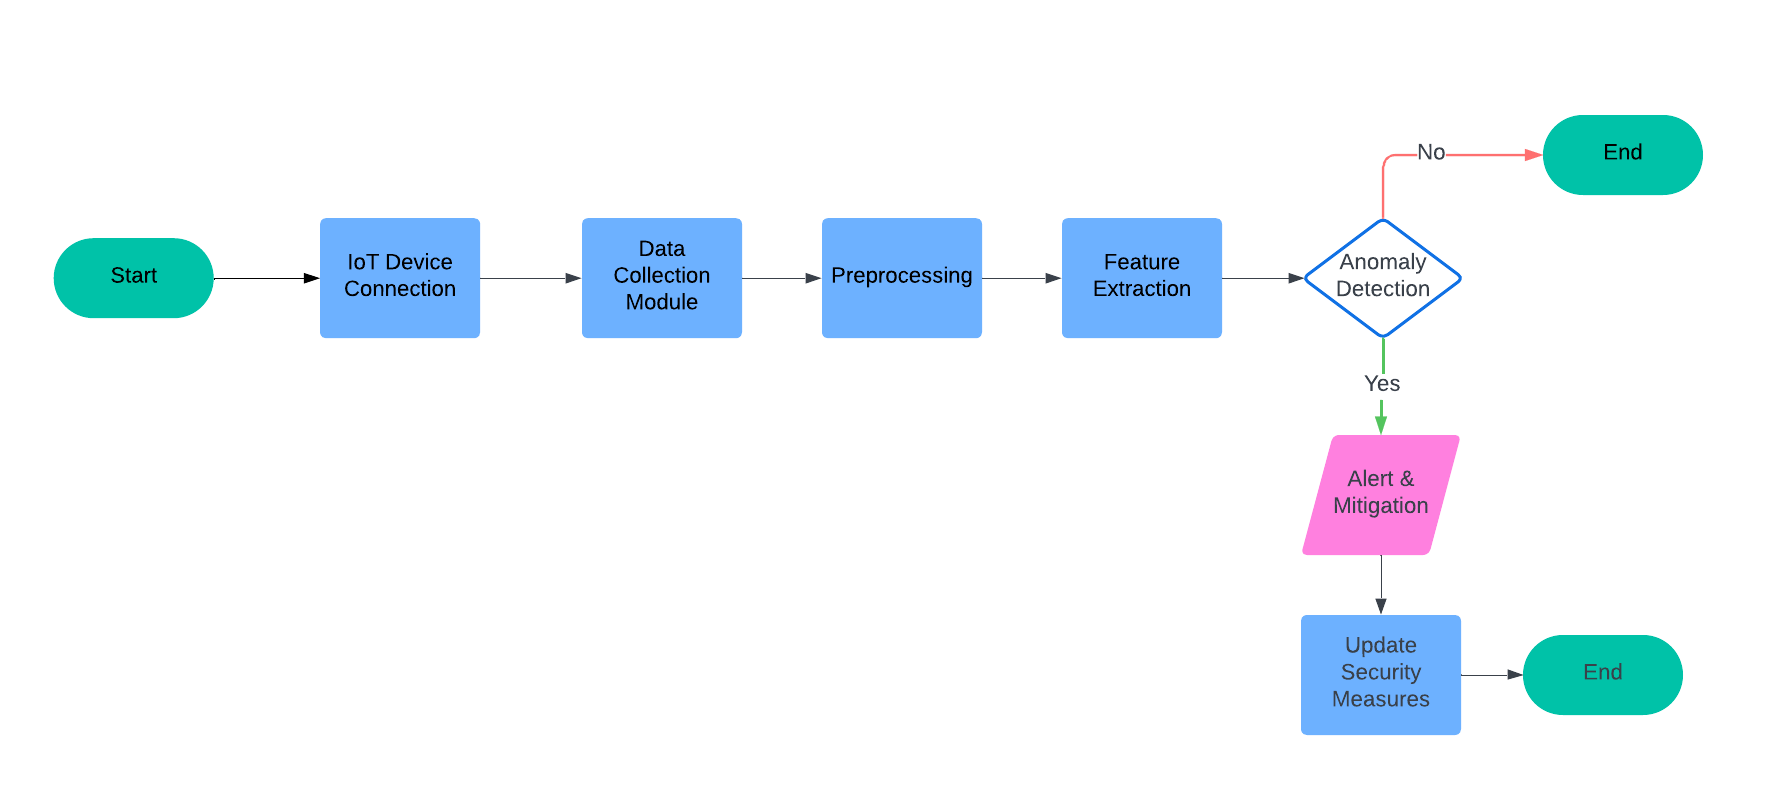 Start
IoT Device
Connection
Data
Collection
Module
Preprocessing
Feature
Extraction
Anomaly
Detection
No
End
Yes
Alert &
Mitigation
Update
Security
Measures
End